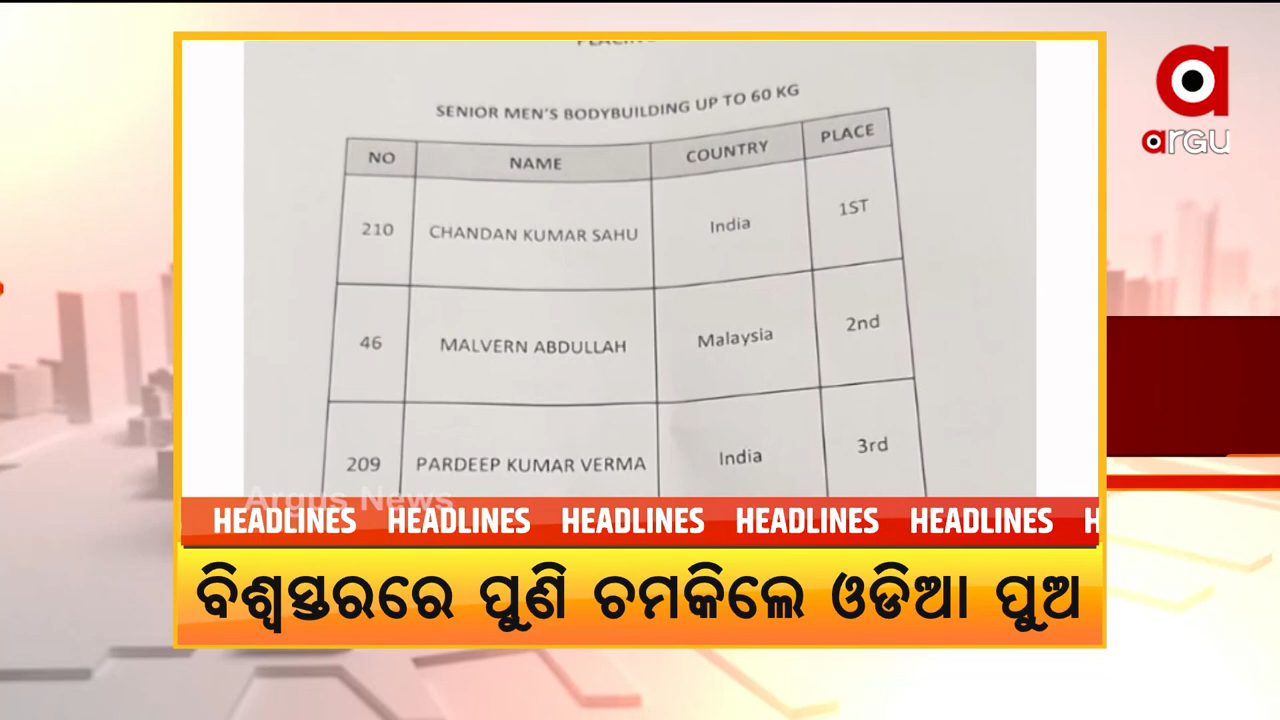 SENIOR MEN'S BODYBUILDING UP TO 60 KG
NO NAME COUNTRY PLACE
210 CHANDAN KUMAR SAHU India 1ST
46 MALVERN ABDULLAH Malaysia 2nd
209 PARDEEP KUMAR VERMA India 3rd
Argus News
HEADLINES HEADLINES HEADLINES HEADLINES HEADLINES H
ବିଶ୍ୱସ୍ତରରେ ପୁଣି ଚମକିଲେ ଓଡିଆ ପୁଅ
a
argu